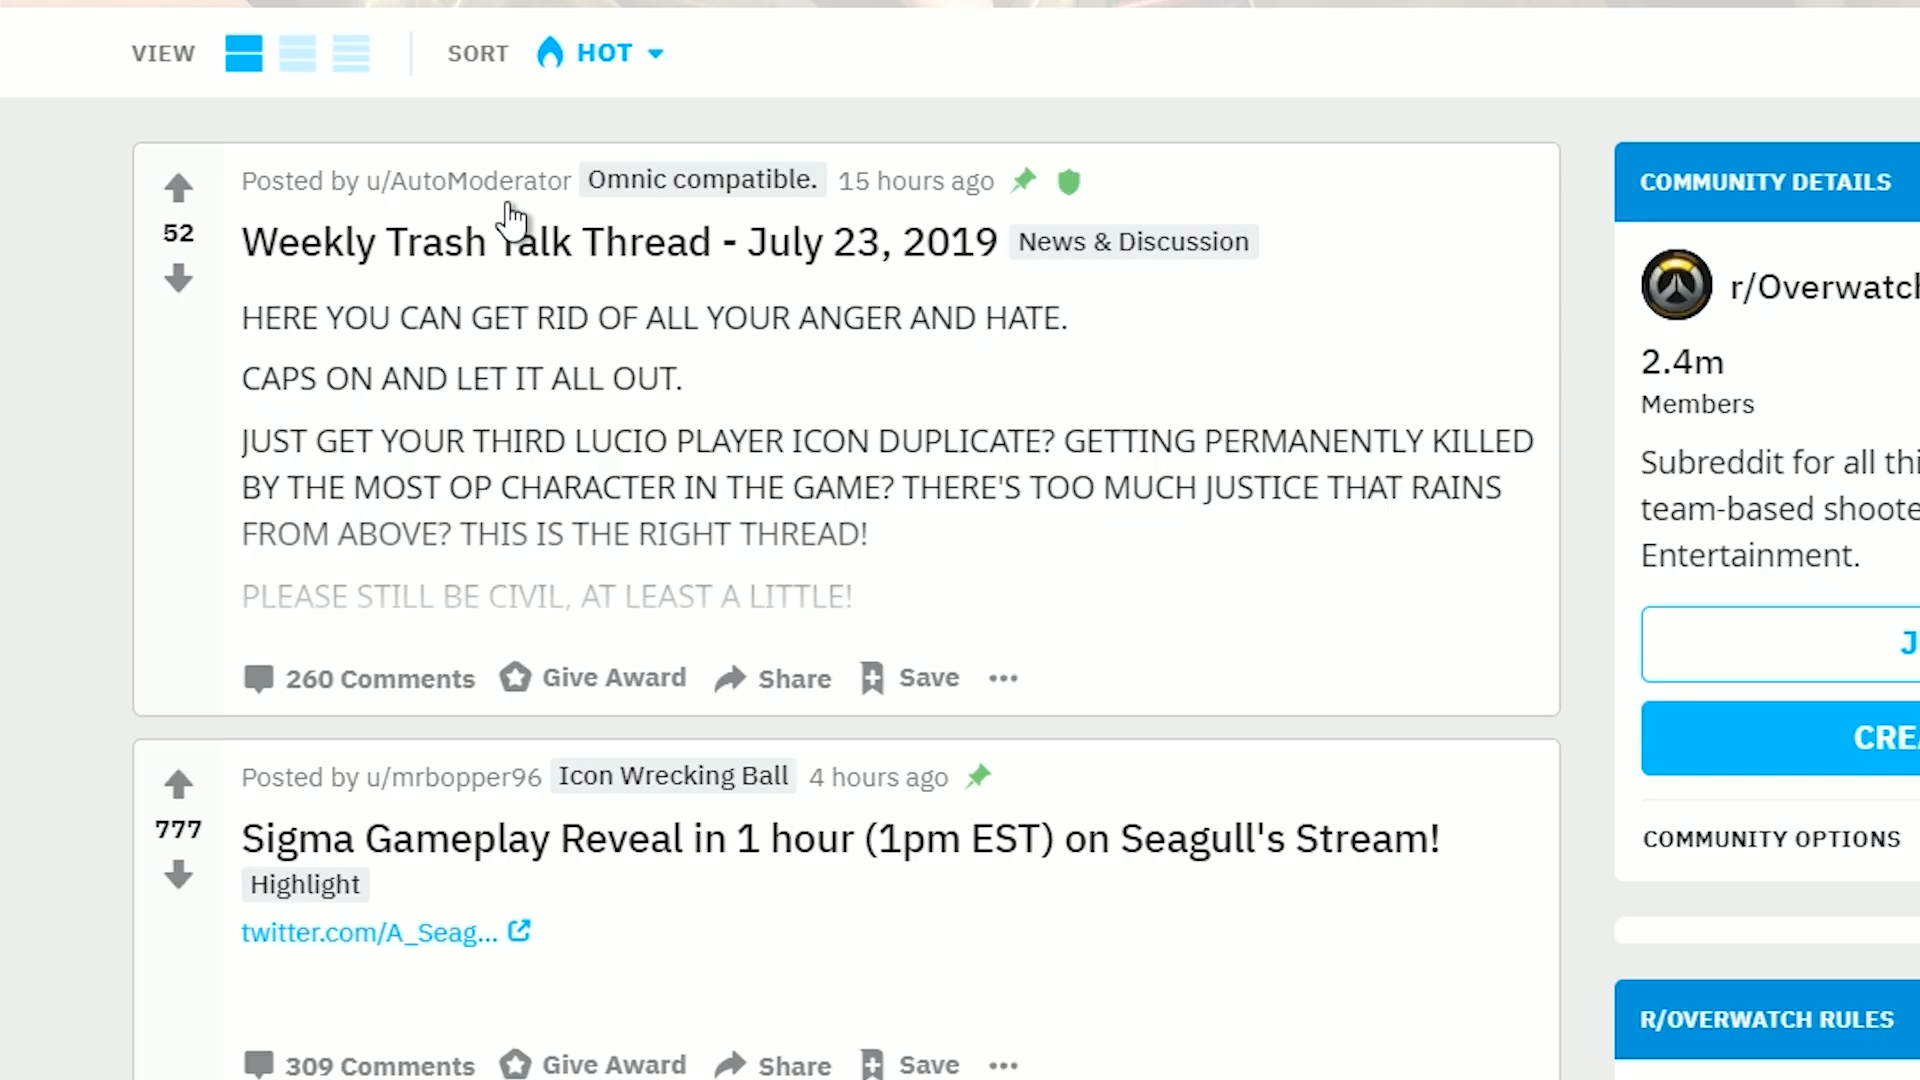 VIEW SORT HOT
Posted by u/AutoModerator Omnic compatible. 15 hours ago
52
Weekly Trash Talk Thread - July 23, 2019 News & Discussion
HERE YOU CAN GET RID OF ALL YOUR ANGER AND HATE.
CAPS ON AND LET IT ALL OUT.
JUST GET YOUR THIRD LUCIO PLAYER ICON DUPLICATE? GETTING PERMANENTLY KILLED
BY THE MOST OP CHARACTER IN THE GAME? THERE'S TOO MUCH JUSTICE THAT RAINS
FROM ABOVE? THIS IS THE RIGHT THREAD!
PLEASE STILL BE CIVIL, AT LEAST A LITTLE!
260 Comments Give Award Share Save
Posted by u/mrbopper96 Icon Wrecking Ball 4 hours ago
777
Sigma Gameplay Reveal in 1 hour (1pm EST) on Seagull's Stream!
Highlight
twitter.com/A_Seag...
309 Comments Give Award Share Save
COMMUNITY DETAILS
r/Overwatch
2.4m
Members
Subreddit for all
team-based
Entertainment.
COMMUNITY OPTIONS
R/OVERWATCH RULES